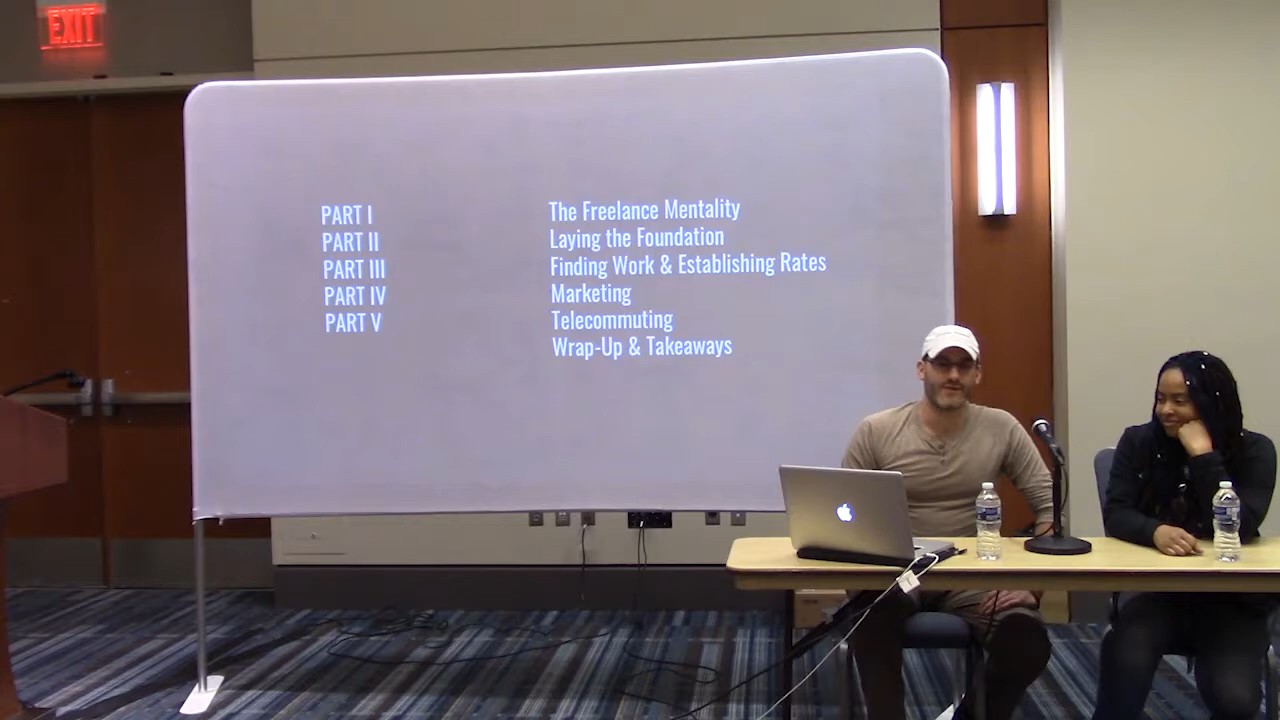 EXIT
PART I The Freelance Mentality
PART II Laying the Foundation
PART III Finding Work & Establishing Rates
PART IV Marketing
PART V Telecommuting
Wrap-Up & Takeaways